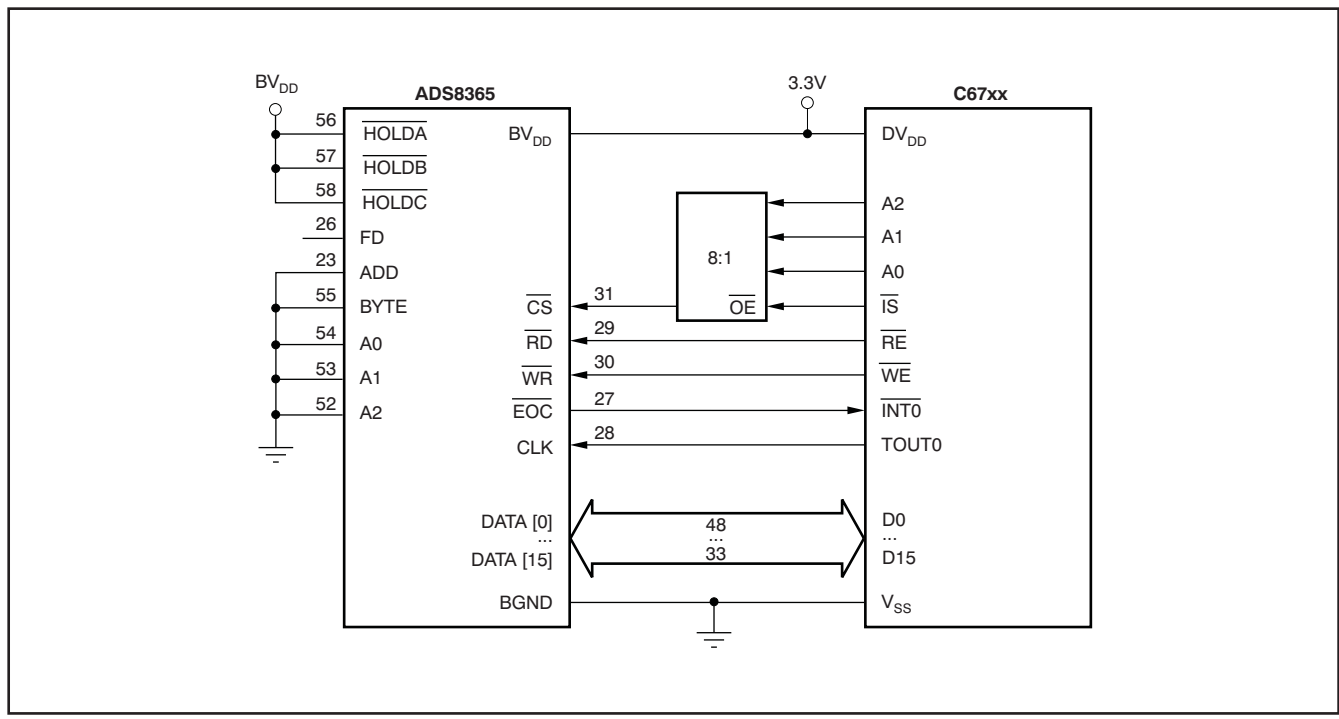 BVDD
ADS8365
3.3V
C67xx
56
HOLDA
BVDD
DVDD
57
HOLDB
58
HOLDC
A2
26
FD
A1
8:1
23
ADD
A0
55
BYTE
CS
31
OE
IS
54
A0
RD
29
RE
53
A1
WR
30
WE
52
A2
EOC
27
INT0
CLK
28
TOUT0
DATA [0]
48
D0
...
...
...
DATA [15]
33
D15
BGND
VSS